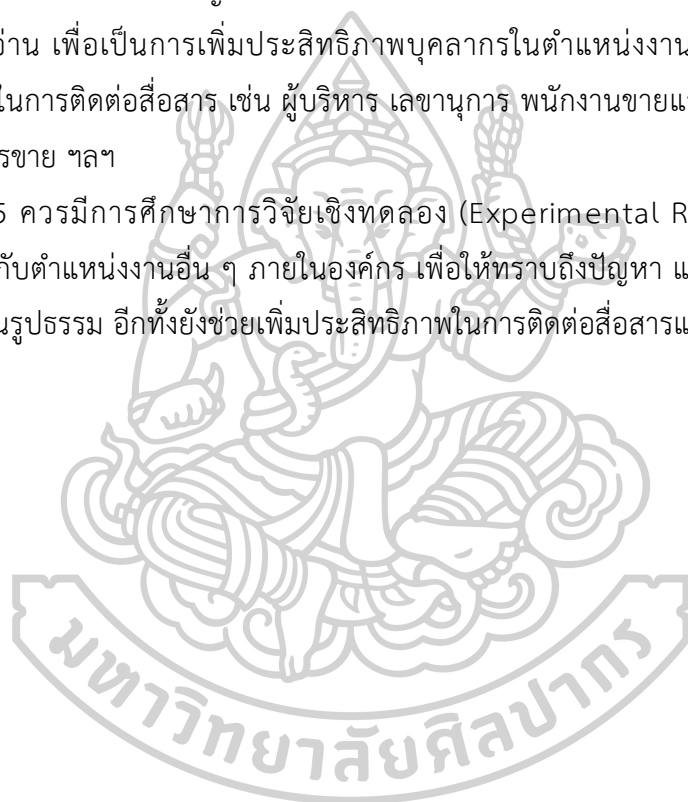 อ่าน เพื่อเป็นการเพิ่มประสิทธิภาพบุคลากรในตำแหน่งงาน
ในการติดต่อสื่อสาร เช่น ผู้บริหาร เลขานุการ พนักงานขายแ
รขาย ฯลฯ
5 ควรมีการศึกษาการวิจัยเชิงทดลอง (Experimental R
กับตำแหน่งงานอื่น ๆ ภายในองค์กร เพื่อให้ทราบถึงปัญหา แ
นรูปธรรม อีกทั้งยังช่วยเพิ่มประสิทธิภาพในการติดต่อสื่อสารแ
มหาวิทยาลัยศิลปากร